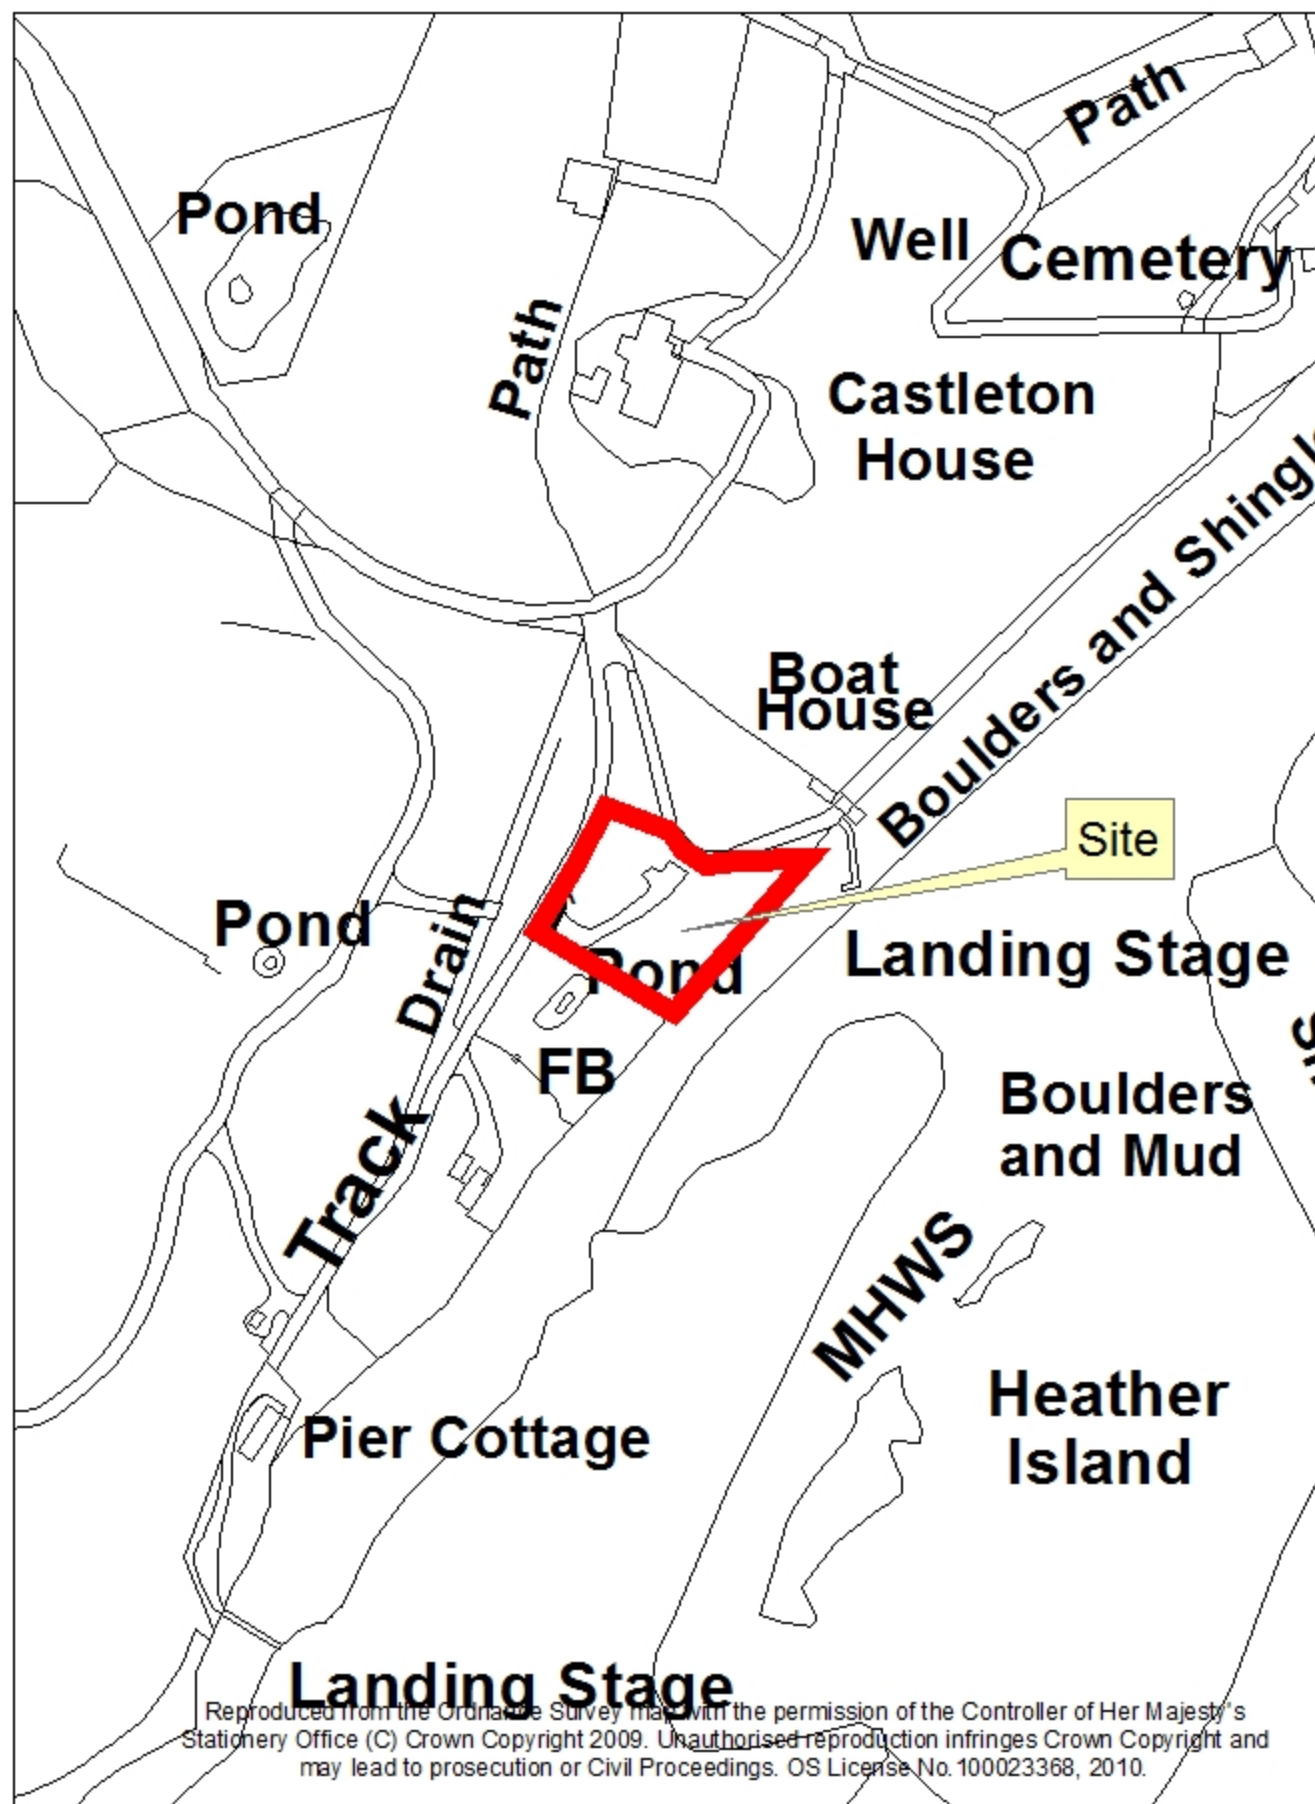 Path
Pond
Well
Cemetery
Path
Castleton
House
Boulders and Shingle
Boat
House
Site
Pond
Drain
Pond
Landing Stage
FB
Boulders
and Mud
Track
MHWS
Heather
Island
Pier Cottage
Landing Stage
Reproduced from the Ordnance Survey map with the permission of the Controller of Her Majesty's
Stationery Office (C) Crown Copyright 2009. Unauthorised reproduction infringes Crown Copyright and
may lead to prosecution or Civil Proceedings. OS License No.100023368, 2010.